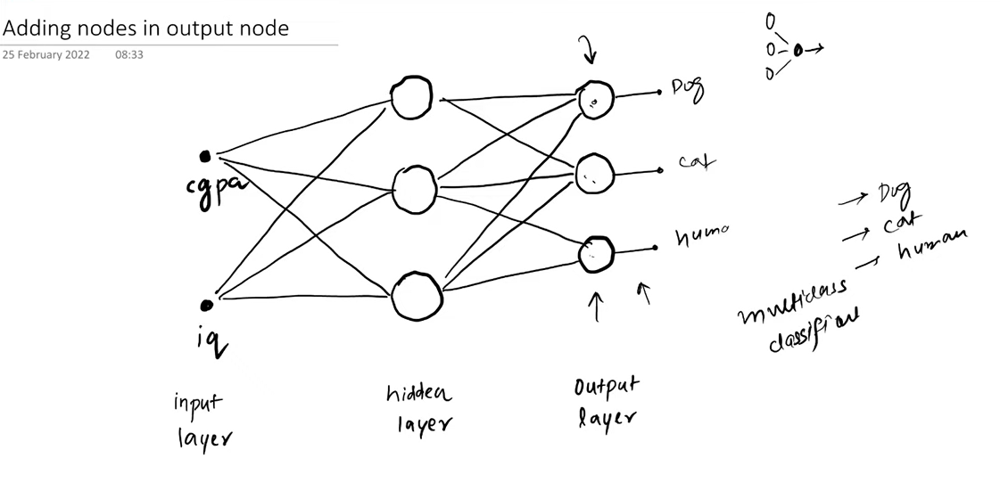 Adding nodes in output node
25 February 2022 08:33
Dog
cat
huma
cgpa
iq
input
layer
hidden
layer
output
layer
→ Dog
→ cat
→ human
multiclass